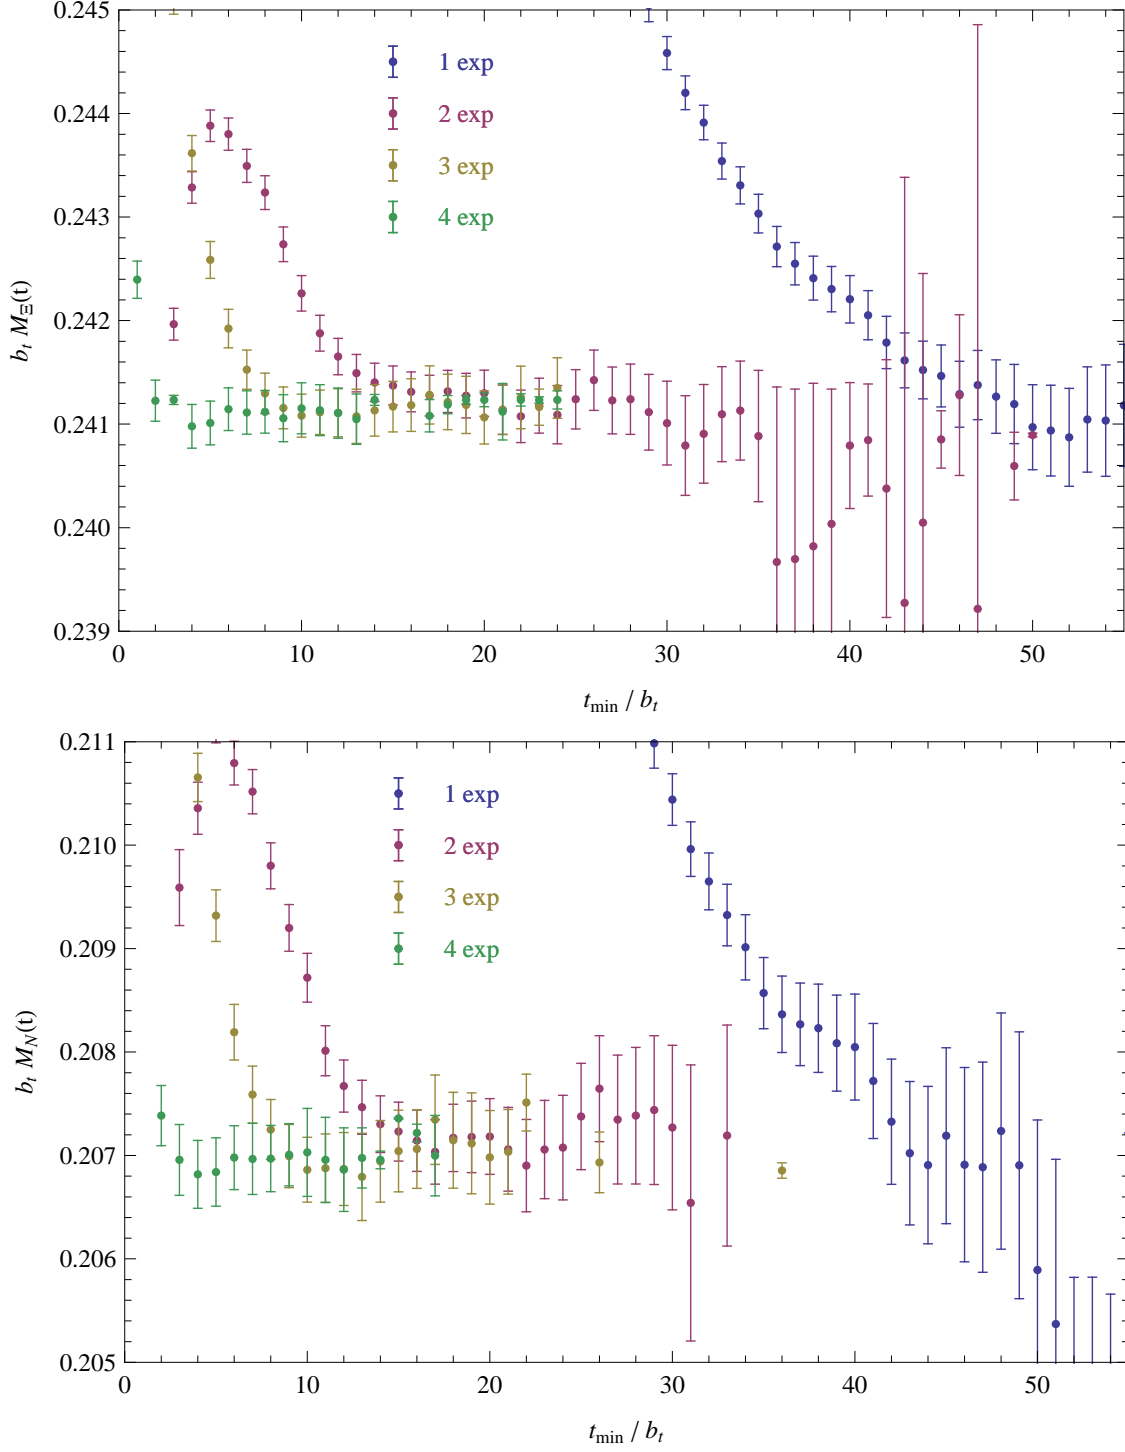 0.245
0.244
0.243
0.242
0.241
0.240
0.239
b_t M_Ξ(t)
1 exp
2 exp
3 exp
4 exp
0 10 20 30 40 50
t_min / b_t
0.211
0.210
0.209
0.208
0.207
0.206
0.205
b_t M_N(t)
1 exp
2 exp
3 exp
4 exp
0 10 20 30 40 50
t_min / b_t